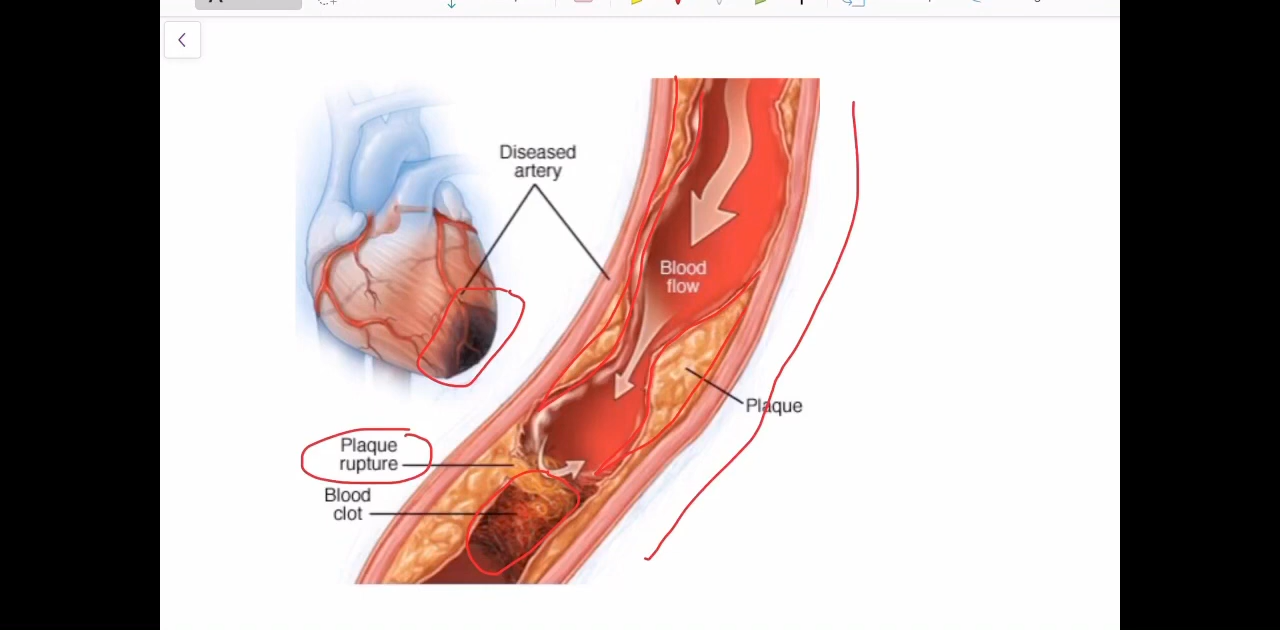 Diseased
artery
Blood
flow
Plaque
Plaque
rupture
Blood
clot